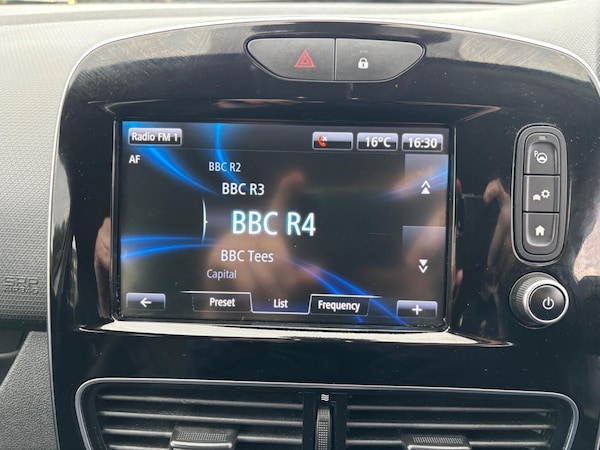 Radio FM 1
16°C
16:30
AF
BBC R2
BBC R3
BBC R4
BBC Tees
Capital
Preset
List
Frequency
+
P